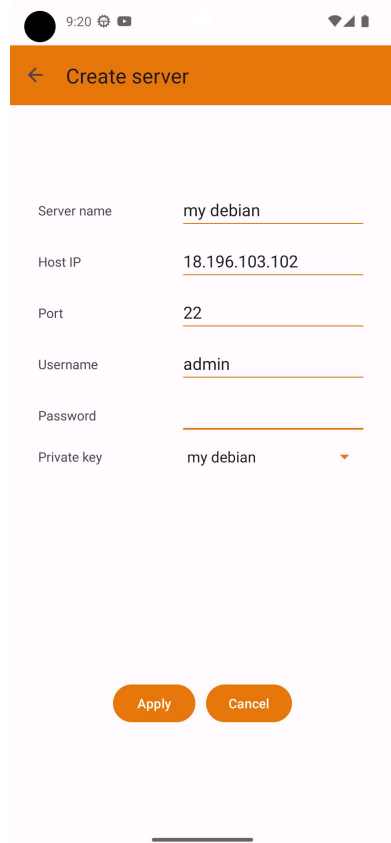 9:20
Create server
Server name my debian
Host IP 18.196.103.102
Port 22
Username admin
Password
Private key my debian
Apply Cancel